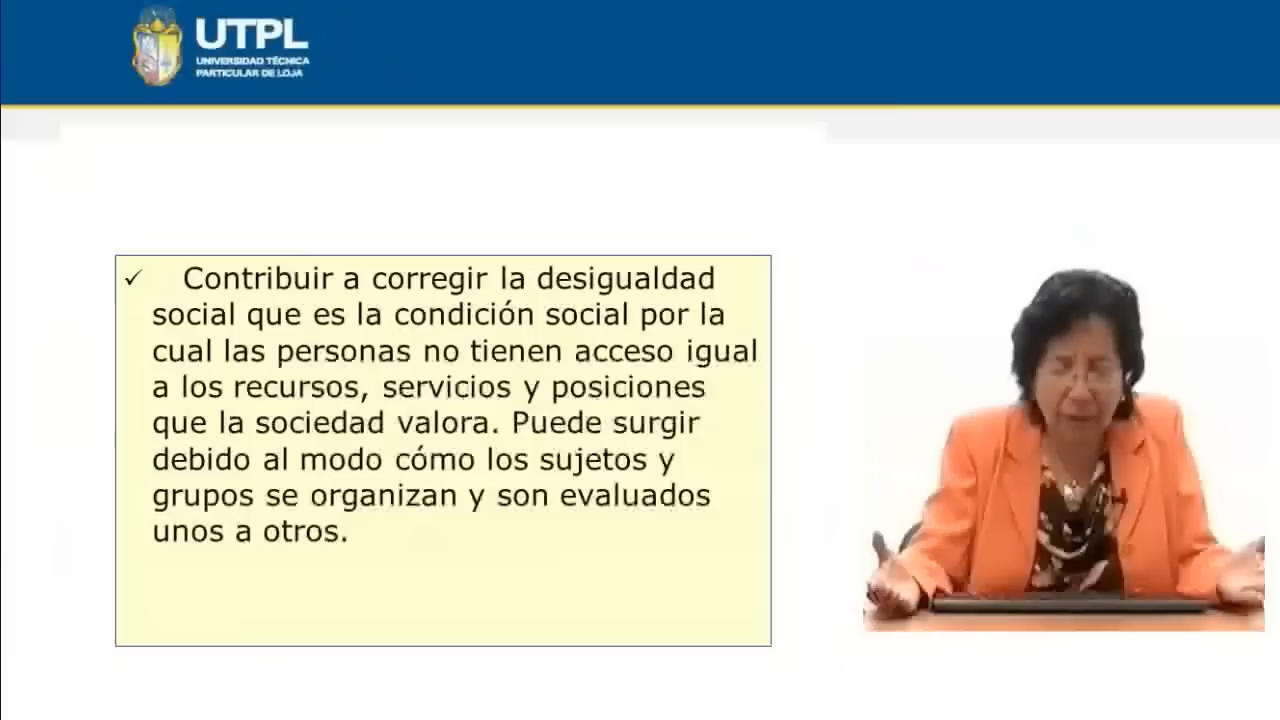 UTPL
UNIVERSIDAD TÉCNICA
PARTICULAR DE LOJA
✓ Contribuir a corregir la desigualdad
social que es la condición social por la
cual las personas no tienen acceso igual
a los recursos, servicios y posiciones
que la sociedad valora. Puede surgir
debido al modo cómo los sujetos y
grupos se organizan y son evaluados
unos a otros.